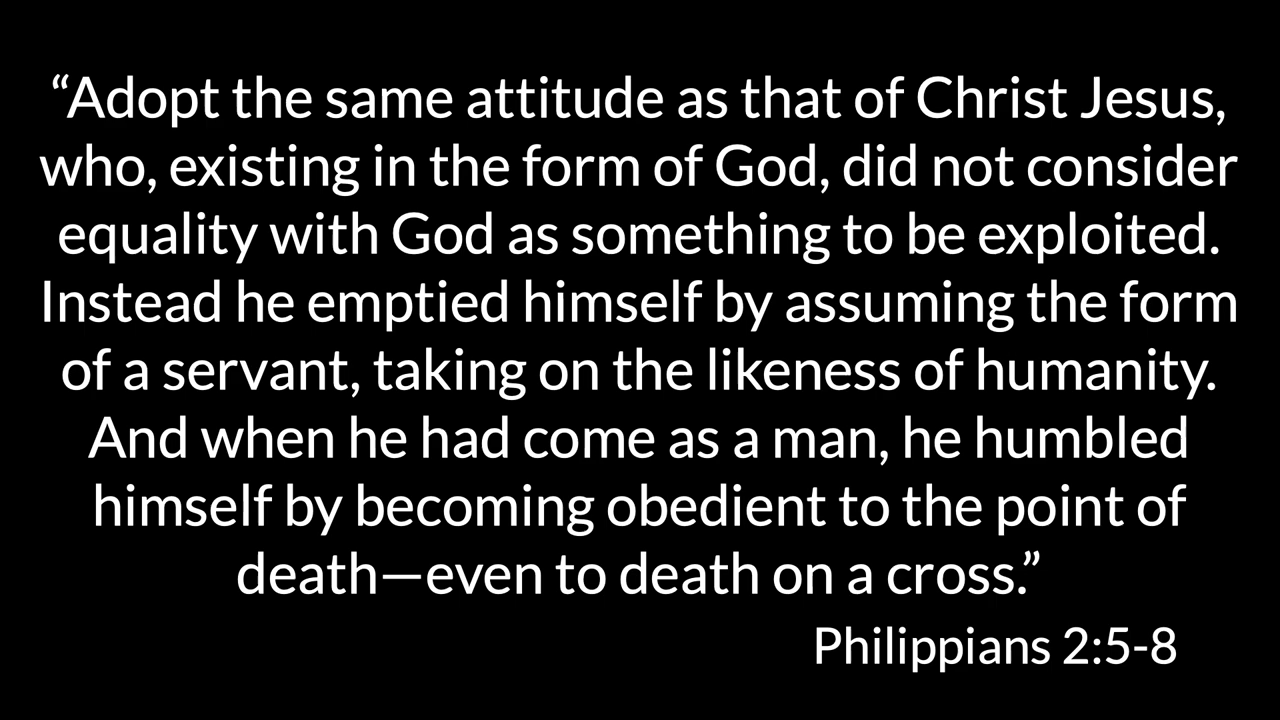 “Adopt the same attitude as that of Christ Jesus,
who, existing in the form of God, did not consider
equality with God as something to be exploited.
Instead he emptied himself by assuming the form
of a servant, taking on the likeness of humanity.
And when he had come as a man, he humbled
himself by becoming obedient to the point of
death—even to death on a cross.”
Philippians 2:5-8